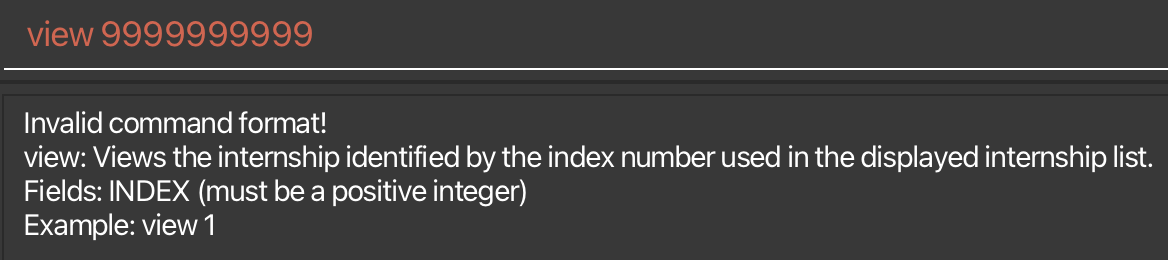 view 9999999999
Invalid command format!
view: Views the internship identified by the index number used in the displayed internship list.
Fields: INDEX (must be a positive integer)
Example: view 1